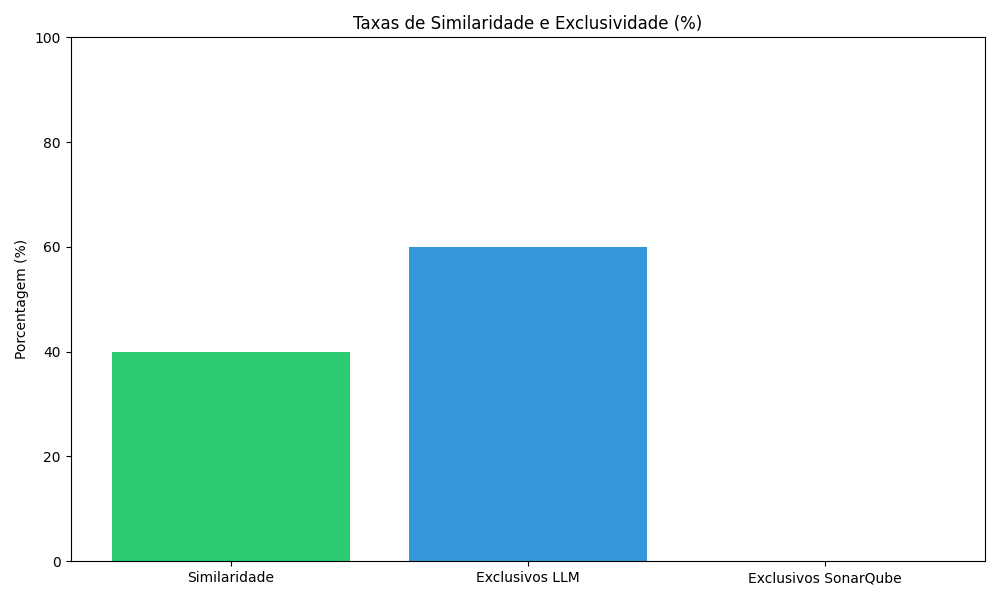 Taxas de Similaridade e Exclusividade (%)
100
80
60
40
20
0
Porcentagem (%)
Similaridade
Exclusivos LLM
Exclusivos SonarQube